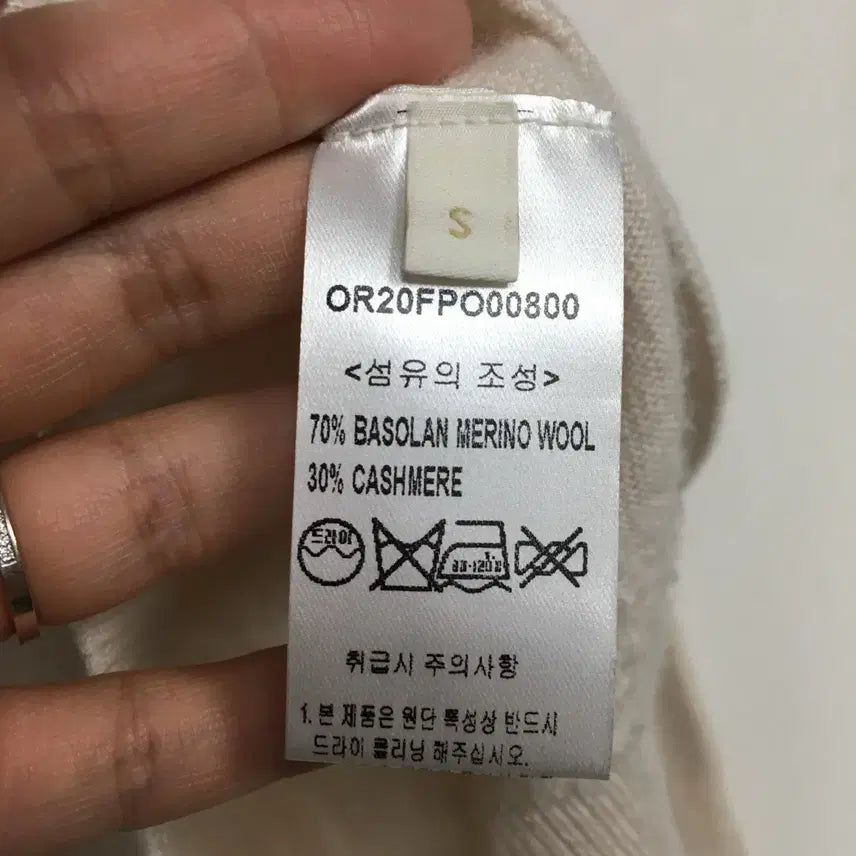 S
OR20FPO00800
<섬유의 조성>
70% BASOLAN MERINO WOOL
30% CASHMERE
드라이
취급시 주의사항
1. 본 제품은 원단 특성상 반드시
드라이 클리닝 해주십시오.